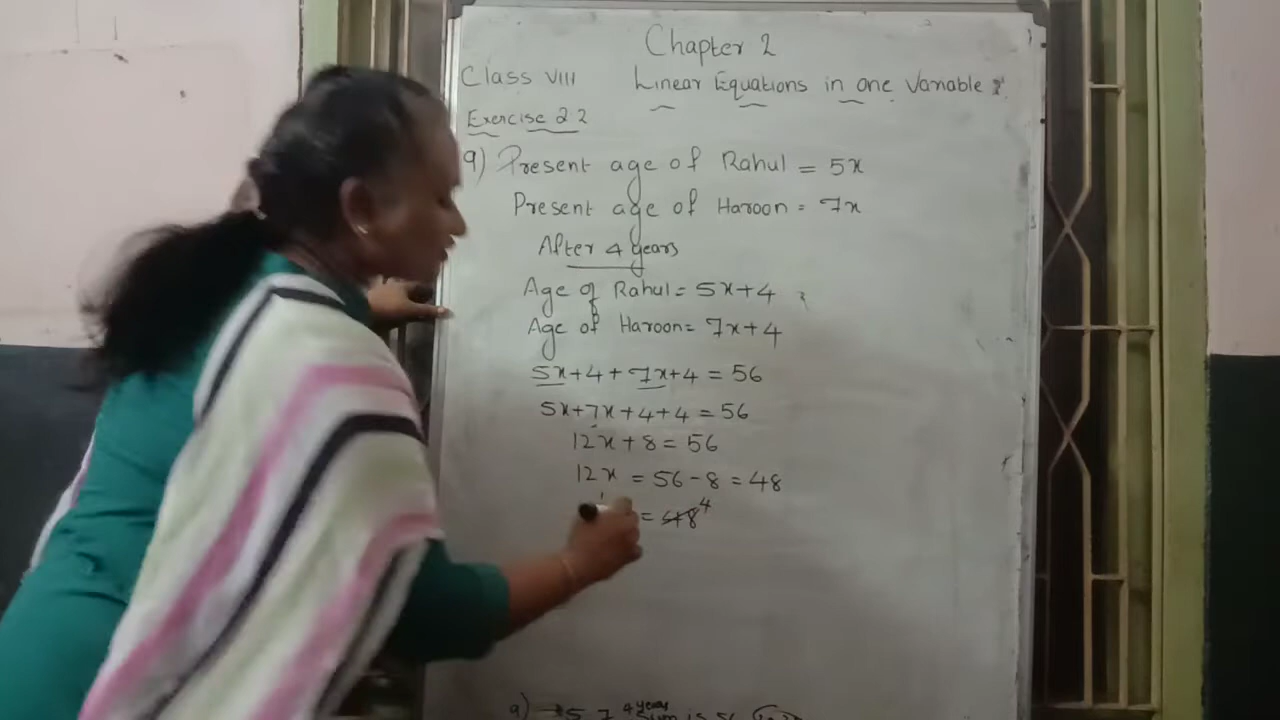 Chapter 2
Class VIII Linear Equations in one Variable
Exercise 2.2
9) Present age of Rahul = 5x
Present age of Haroon = 7x
After 4 years
Age of Rahul = 5x+4
Age of Haroon = 7x+4
5x+4+7x+4=56
5x+7x+4+4=56
12x+8=56
12x = 56-8=48
= 48 4
9) → 5 7 4 years sum is 56